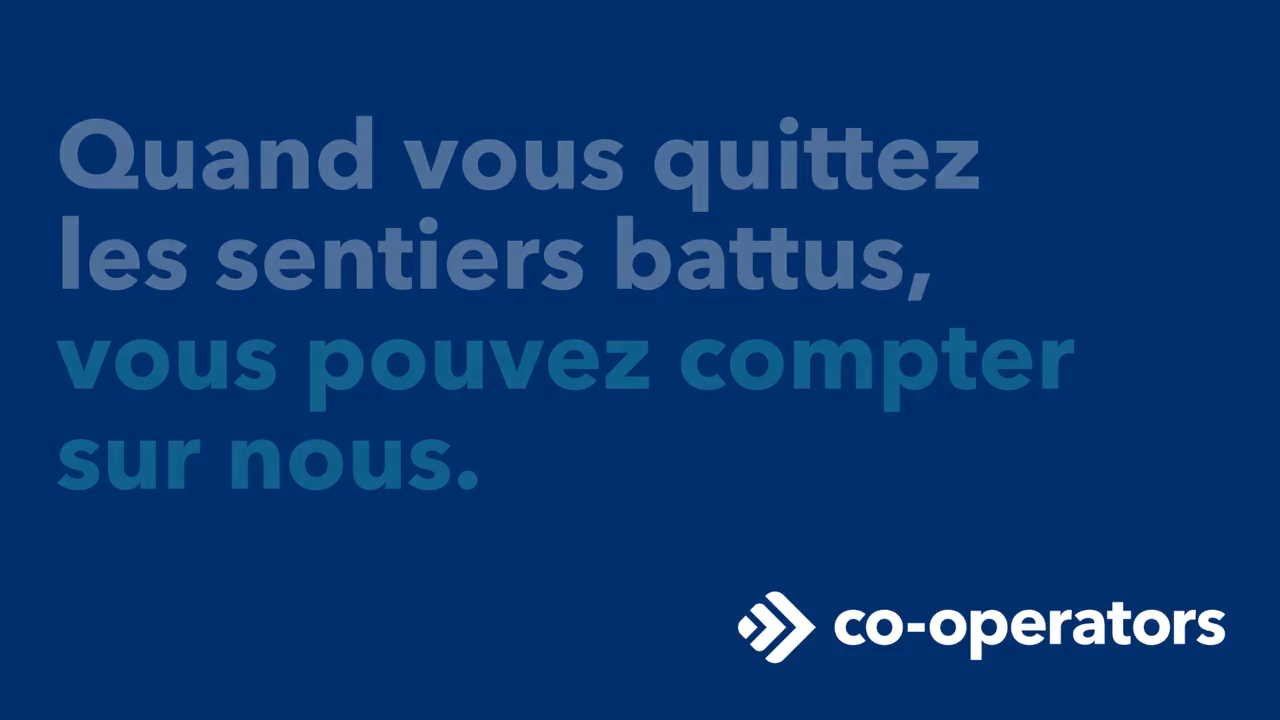 Quand vous quittez
les sentiers battus,
vous pouvez compter
sur nous.
co-operators